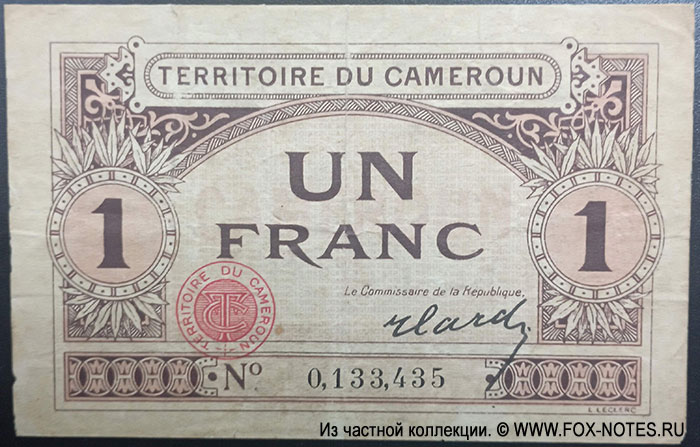 TERRITOIRE DU CAMEROUN
UN
FRANC
1
1
Le Commissaire de la République,
TERRITOIRE DU CAMEROUN
TC
No 0,133,435
L. LECLERC
Из частной коллекции. © WWW.FOX-NOTES.RU